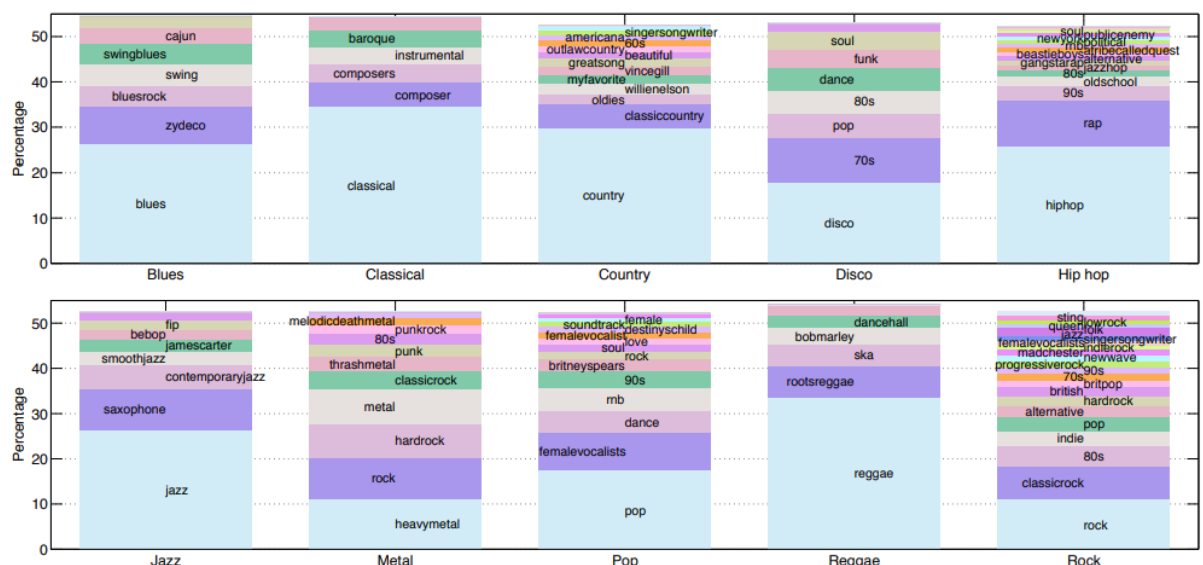 Percentage
50
40
30
20
10
0
cajun
swingblues
swing
bluesrock
zydeco
blues
Blues
baroque
instrumental
composers
composer
classical
Classical
singersongwriter
americana
60s
outlawcountry
beautiful
greatsong
vincegill
myfavorite
willienelson
oldies
classiccountry
country
Country
soul
funk
dance
80s
pop
70s
disco
Disco
soul
publicenemy
newyork
political
rnb
atribecalledquest
beastieboys
alternative
gangstarap
jazzhop
80s
oldschool
90s
rap
hiphop
Hip hop
Percentage
50
40
30
20
10
0
fip
bebop
jamescarter
smoothjazz
contemporaryjazz
saxophone
jazz
Jazz
melodicdeathmetal
punkrock
80s
punk
thrashmetal
classicrock
metal
hardrock
rock
heavymetal
Metal
female
soundtrack
destinyschild
femalevocalist
love
soul
rock
britneyspears
90s
rnb
dance
femalevocalists
pop
Pop
dancehall
bobmarley
ska
rootsreggae
reggae
Reggae
sting
slowrock
queen
folk
jazz
singersongwriter
femalevocalists
indierock
madchester
newwave
progressiverock
90s
70s
britpop
british
hardrock
alternative
pop
indie
80s
classicrock
rock
Rock